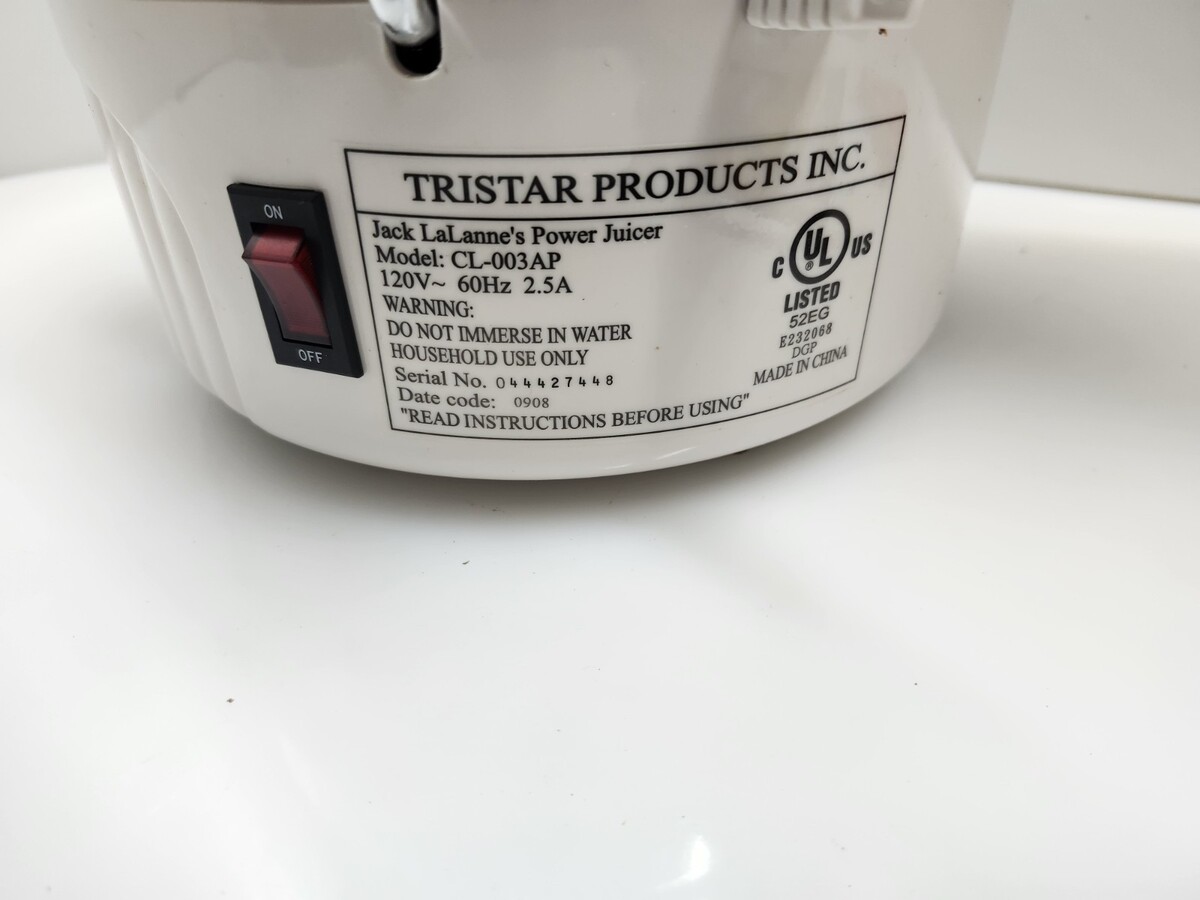 ON
OFF
TRISTAR PRODUCTS INC.
Jack LaLanne's Power Juicer
Model: CL-003AP
120V~ 60Hz 2.5A
WARNING:
DO NOT IMMERSE IN WATER
HOUSEHOLD USE ONLY
Serial No. 044427448
Date code: 0908
"READ INSTRUCTIONS BEFORE USING"
C UL ® US
LISTED
52EG
E232068
DGP
MADE IN CHINA